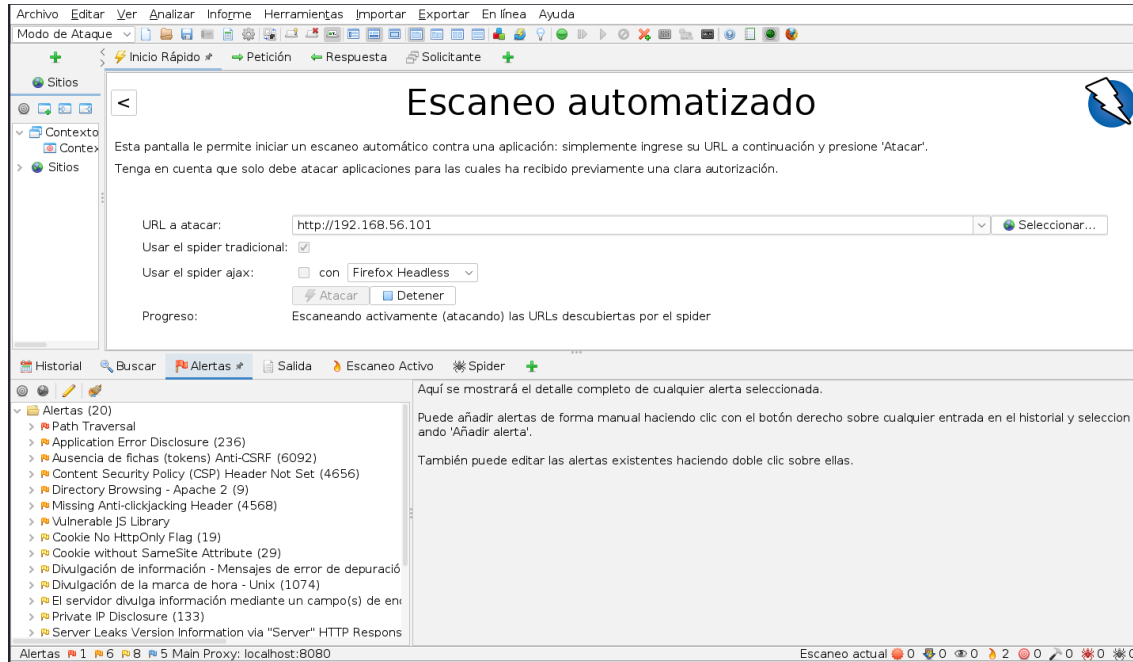 Archivo Editar Ver Analizar Informe Herramientas Importar Exportar En línea Ayuda
Modo de Ataque
Inicio Rápido Petición Respuesta Solicitante
Sitios
<
Escaneo automatizado
Contexto
Contex
Sitios
Esta pantalla le permite iniciar un escaneo automático contra una aplicación: simplemente ingrese su URL a continuación y presione 'Atacar'.
Tenga en cuenta que solo debe atacar aplicaciones para las cuales ha recibido previamente una clara autorización.
URL a atacar: http://192.168.56.101 Seleccionar...
Usar el spider tradicional:
Usar el spider ajax: con Firefox Headless
Atacar Detener
Progreso: Escaneando activamente (atacando) las URLs descubiertas por el spider
Historial Buscar Alertas Salida Escaneo Activo Spider
Alertas (20)
Path Traversal
Application Error Disclosure (236)
Ausencia de fichas (tokens) Anti-CSRF (6092)
Content Security Policy (CSP) Header Not Set (4656)
Directory Browsing - Apache 2 (9)
Missing Anti-clickjacking Header (4568)
Vulnerable JS Library
Cookie No HttpOnly Flag (19)
Cookie without SameSite Attribute (29)
Divulgación de información - Mensajes de error de depuració
Divulgación de la marca de hora - Unix (1074)
El servidor divulga información mediante un campo(s) de en
Private IP Disclosure (133)
Server Leaks Version Information via "Server" HTTP Respons
Aquí se mostrará el detalle completo de cualquier alerta seleccionada.
Puede añadir alertas de forma manual haciendo clic con el botón derecho sobre cualquier entrada en el historial y seleccion
ando 'Añadir alerta'.
También puede editar las alertas existentes haciendo doble clic sobre ellas.
Alertas 1 6 8 5 Main Proxy: localhost:8080 Escaneo actual 0 0 0 2 0 0 0 0